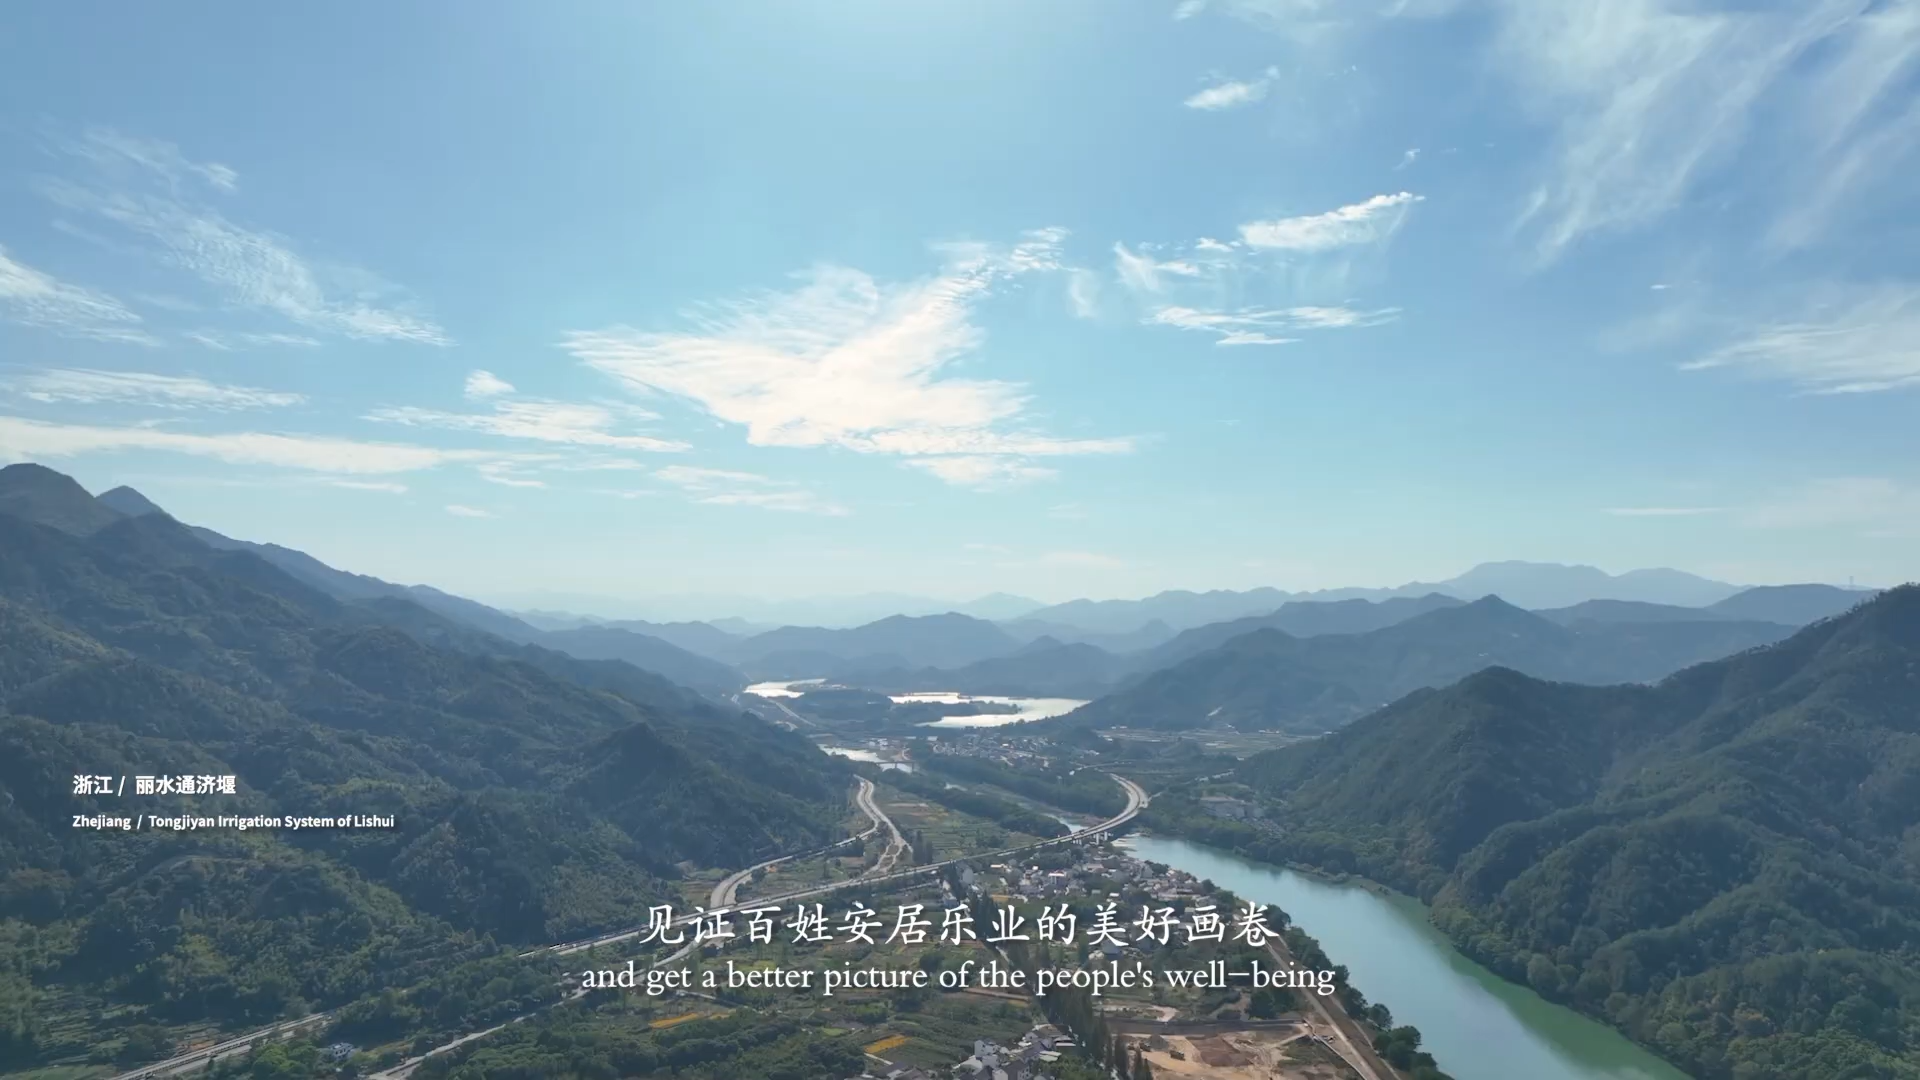 浙江 / 丽水通济堰
Zhejiang / Tongjiyan Irrigation System of Lishui
见证百姓安居乐业的美好画卷
and get a better picture of the people's well-being